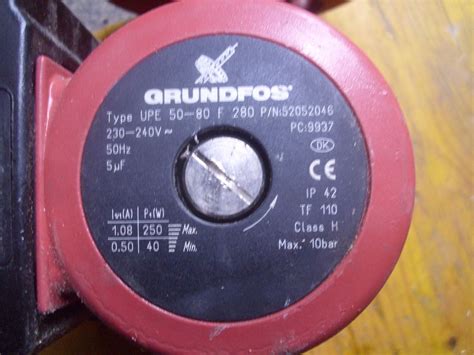 GRUNDFOS
Type UPE 50-80 F 280 P/N:52052046
230-240V~ PC:9937
50Hz
5µF
DK
CE
IP 42
TF 110
Class H
Max. 10bar
I₁/₁(A) P₁(W)
1.08 250 Max.
0.50 40 Min.